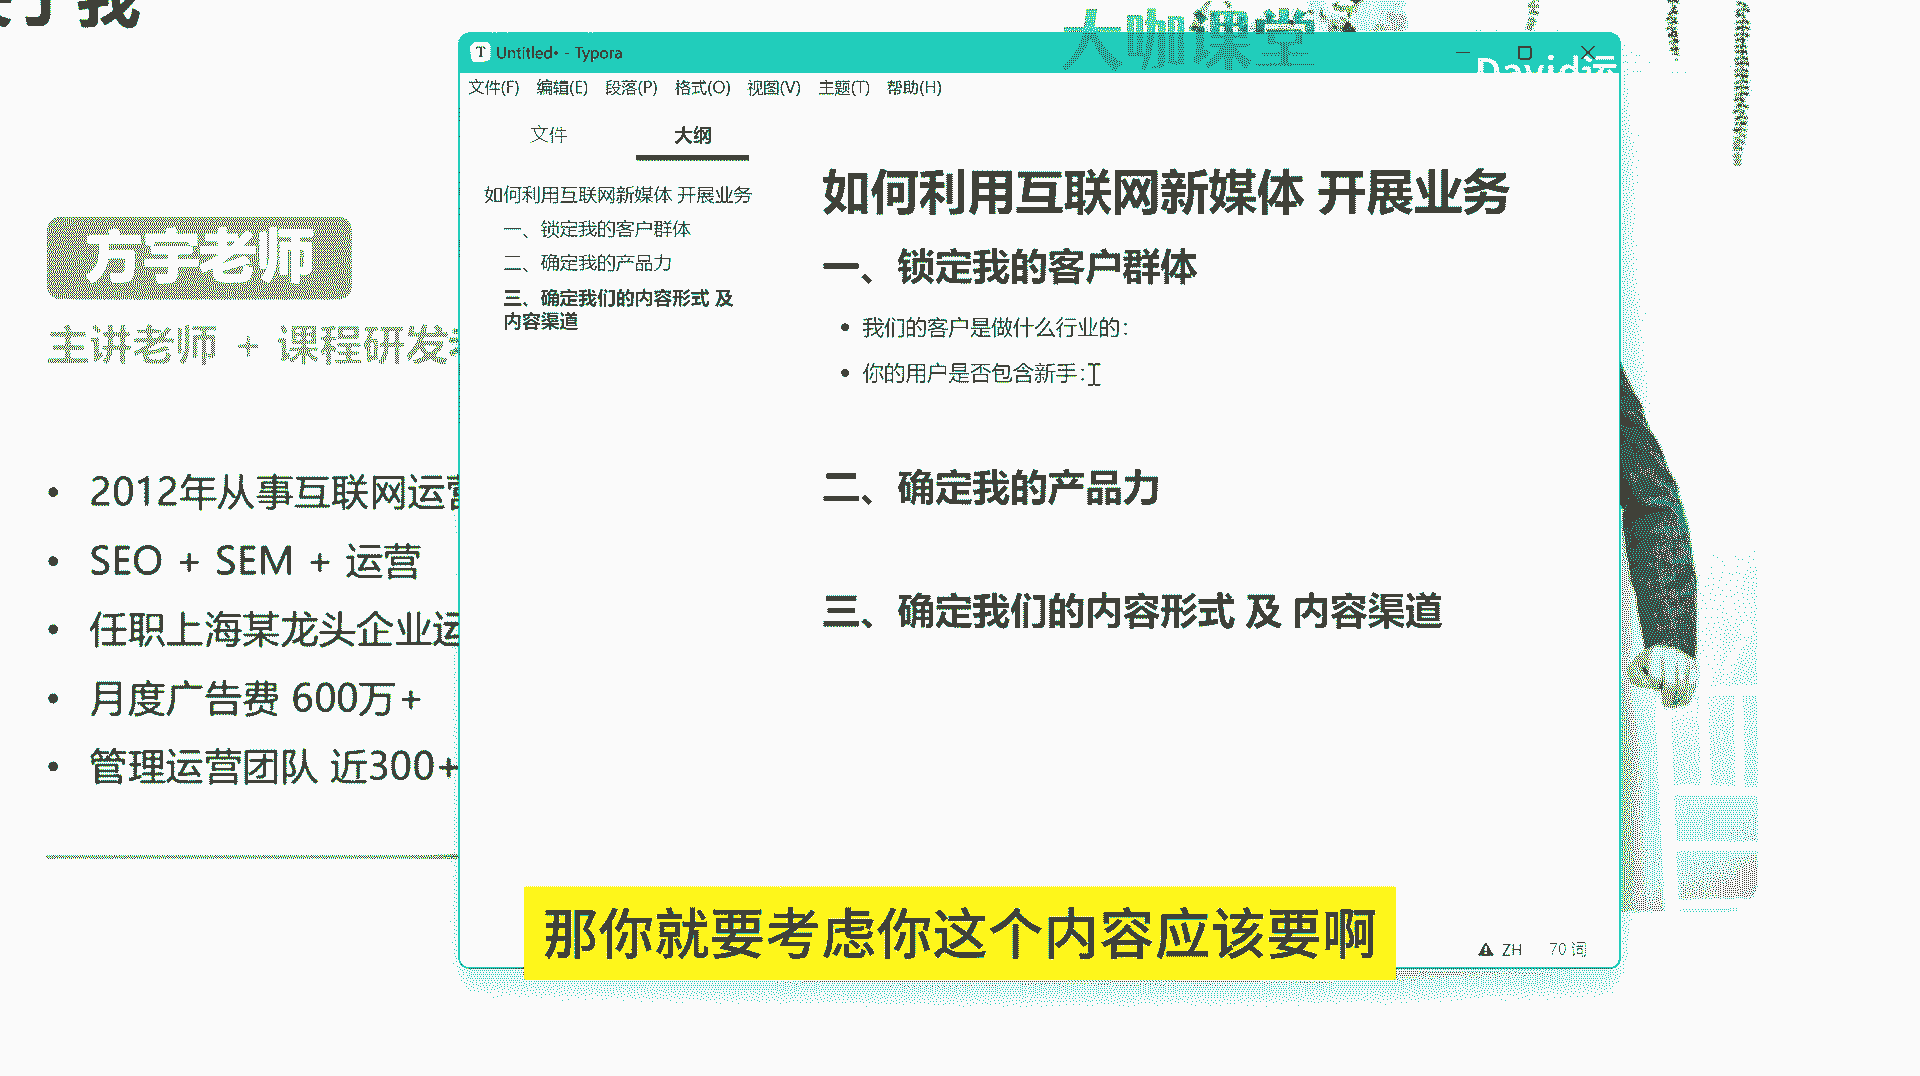 我
大咖课堂
Untitled• - Typora
David运
文件(F) 编辑(E) 段落(P) 格式(O) 视图(V) 主题(T) 帮助(H)
文件 大纲
如何利用互联网新媒体 开展业务
一、锁定我的客户群体
二、确定我的产品力
三、确定我们的内容形式 及
内容渠道
如何利用互联网新媒体 开展业务
一、锁定我的客户群体
• 我们的客户是做什么行业的:
• 你的用户是否包含新手:
二、确定我的产品力
三、确定我们的内容形式 及 内容渠道
方宇老师
主讲老师 + 课程研发
• 2012年从事互联网运营
• SEO + SEM + 运营
• 任职上海某龙头企业运
• 月度广告费 600万+
• 管理运营团队 近300+
那你就要考虑你这个内容应该要啊
ZH 70 词